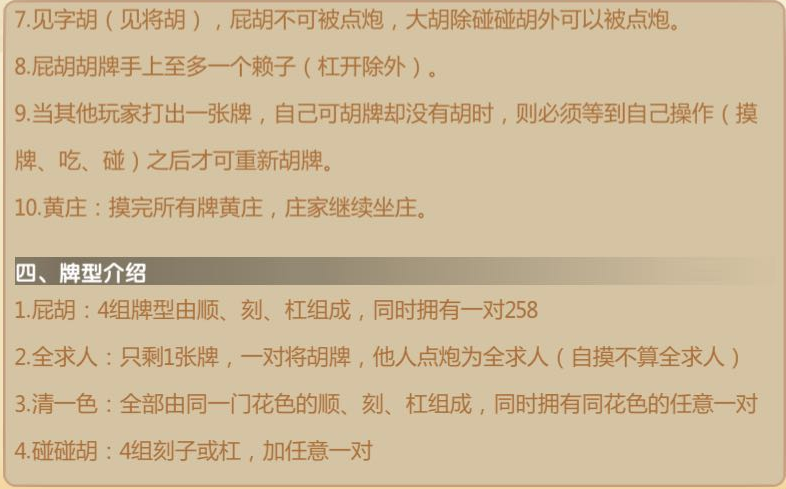 7.见字胡（见将胡），屁胡不可被点炮，大胡除碰碰胡外可以被点炮。
8.屁胡胡牌手上至多一个赖子（杠开除外）。
9.当其他玩家打出一张牌，自己可胡牌却没有胡时，则必须等到自己操作（摸
牌、吃、碰）之后才可重新胡牌。
10.黄庄：摸完所有牌黄庄，庄家继续坐庄。
四、牌型介绍
1.屁胡：4组牌型由顺、刻、杠组成，同时拥有一对258
2.全求人：只剩1张牌，一对将胡牌，他人点炮为全求人（自摸不算全求人）
3.清一色：全部由同一门花色的顺、刻、杠组成，同时拥有同花色的任意一对
4.碰碰胡：4组刻子或杠，加任意一对